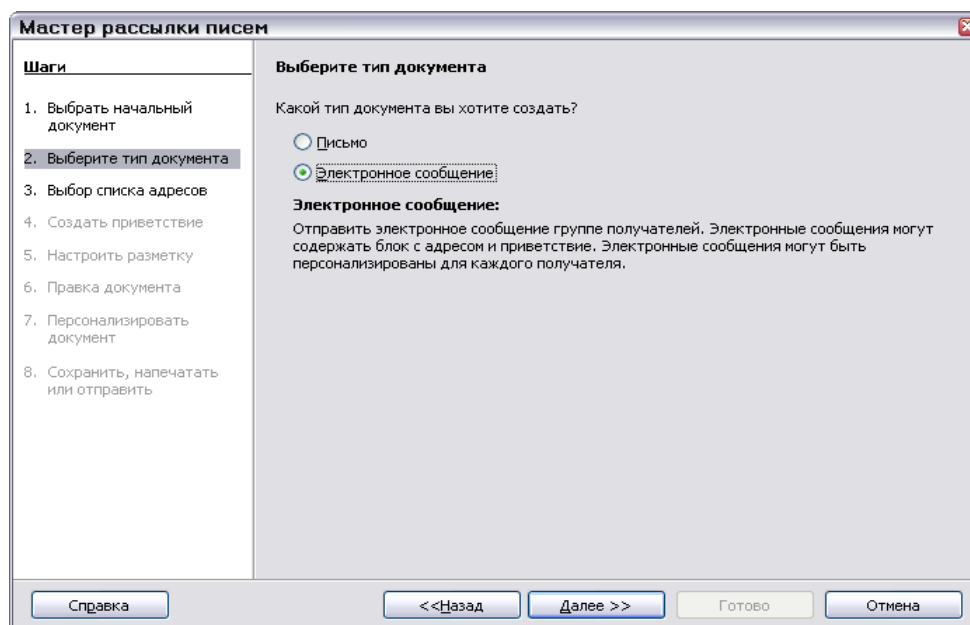 Мастер рассылки писем
Шаги
1. Выбрать начальный
документ
2. Выберите тип документа
3. Выбор списка адресов
4. Создать приветствие
5. Настроить разметку
6. Правка документа
7. Персонализировать
документ
8. Сохранить, напечатать
или отправить
Выберите тип документа
Какой тип документа вы хотите создать?
Письмо
Электронное сообщение
Электронное сообщение:
Отправить электронное сообщение группе получателей. Электронные сообщения могут
содержать блок с адресом и приветствие. Электронные сообщения могут быть
персонализированы для каждого получателя.
Справка
<<Назад
Далее >>
Готово
Отмена